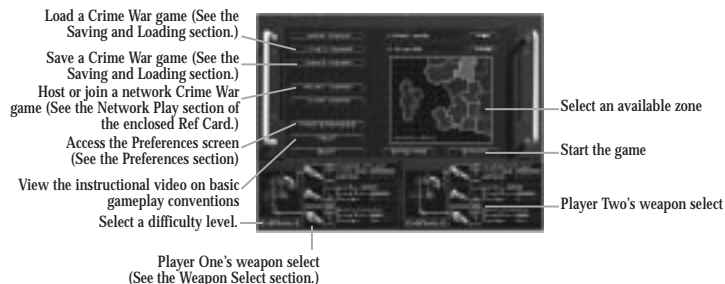 Load a Crime War game (See the
Saving and Loading section.)
Save a Crime War game (See the
Saving and Loading section.)
Host or join a network Crime War
game (See the Network Play section of
the enclosed Ref Card.)
Access the Preferences screen
(See the Preferences section)
View the instructional video on basic
gameplay conventions
Select a difficulty level.
Player One's weapon select
(See the Weapon Select section.)
Select an available zone
Start the game
Player Two's weapon select